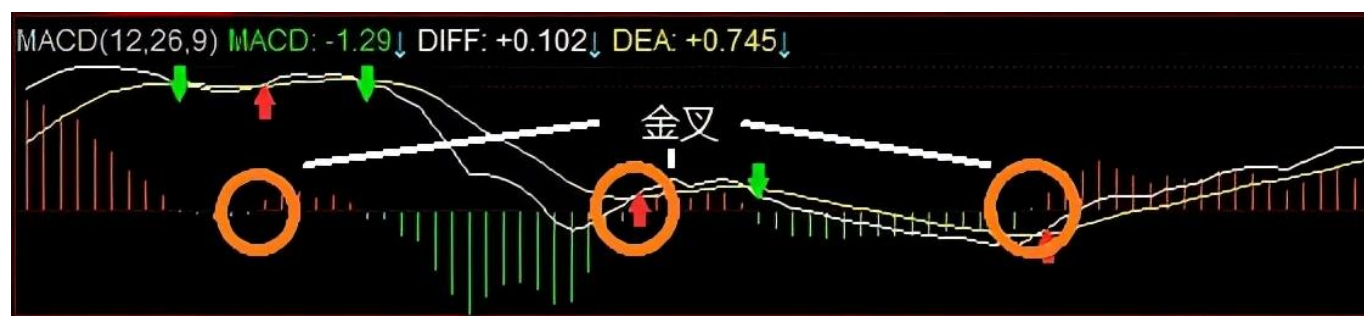 MACD(12,26,9) MACD: -1.29↓ DIFF: +0.102↓ DEA: +0.745↓
金叉